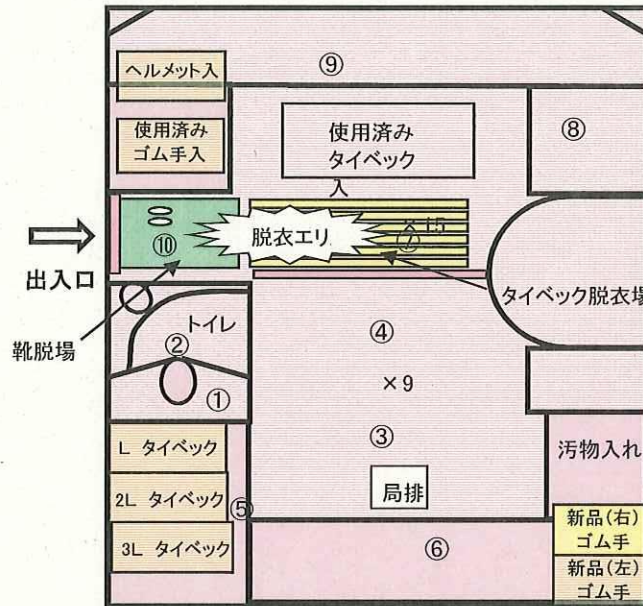 ⑨
ヘルメット入
使用済み
ゴム手入
使用済み
タイベック
入
⑧
⑩
脱衣エリ
×15
⑦
出入口
タイベック脱衣場
靴脱場
トイレ
②
①
④
×9
③
局排
L タイベック
2L タイベック
3L タイベック
⑤
⑥
汚物入れ
新品(右)
ゴム手
新品(左)
ゴム手